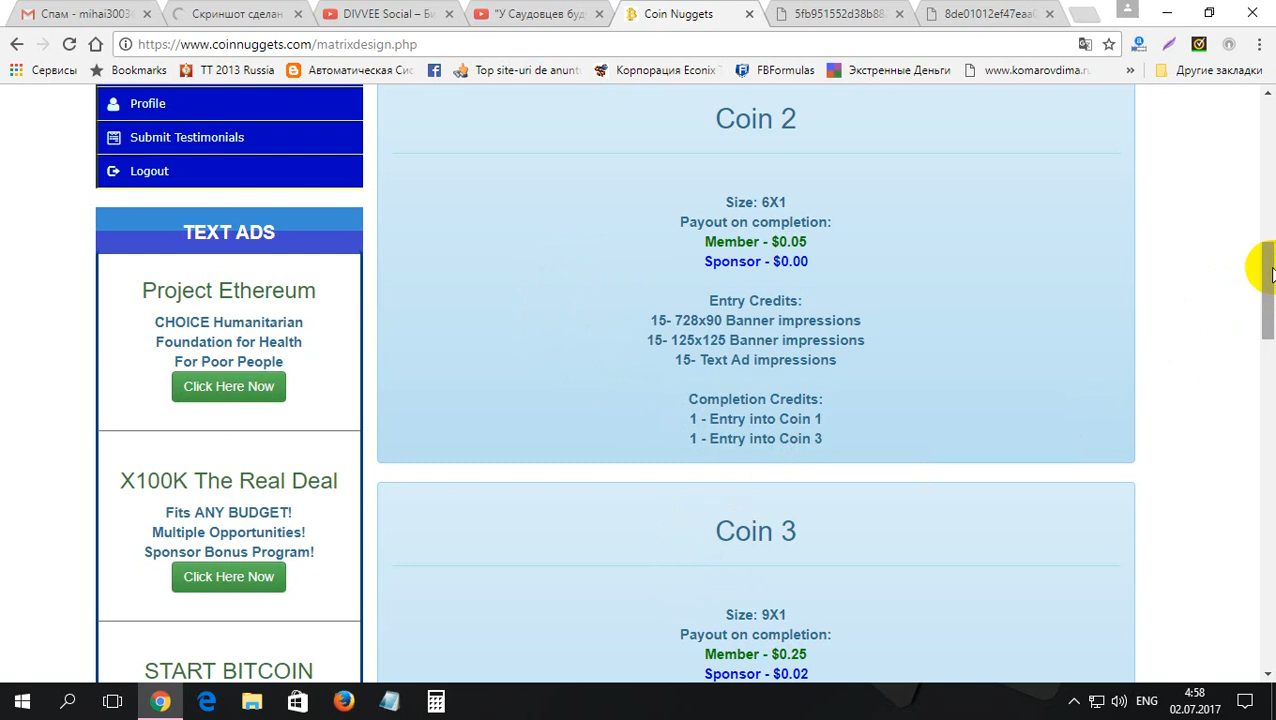 Спам - mihai3003
Скриншот сделан
DIVVEE Social – Б
"У Саудовцев буд
Coin Nuggets
5fb951552d38b88
8de01012ef47eaa
https://www.coinnuggets.com/matrixdesign.php
Сервисы
Bookmarks
TT 2013 Russia
Автоматическая Сис
Top site-uri de anunt
Корпорация Econix
FBFormulas
Экстренные Деньги
www.komarovdima.ru
»
Другие закладки
Profile
Submit Testimonials
Logout
TEXT ADS
Project Ethereum
CHOICE Humanitarian
Foundation for Health
For Poor People
Click Here Now
X100K The Real Deal
Fits ANY BUDGET!
Multiple Opportunities!
Sponsor Bonus Program!
Click Here Now
START BITCOIN
Coin 2
Size: 6X1
Payout on completion:
Member - $0.05
Sponsor - $0.00
Entry Credits:
15- 728x90 Banner impressions
15- 125x125 Banner impressions
15- Text Ad impressions
Completion Credits:
1 - Entry into Coin 1
1 - Entry into Coin 3
Coin 3
Size: 9X1
Payout on completion:
Member - $0.25
Sponsor - $0.02
ENG
4:58
02.07.2017